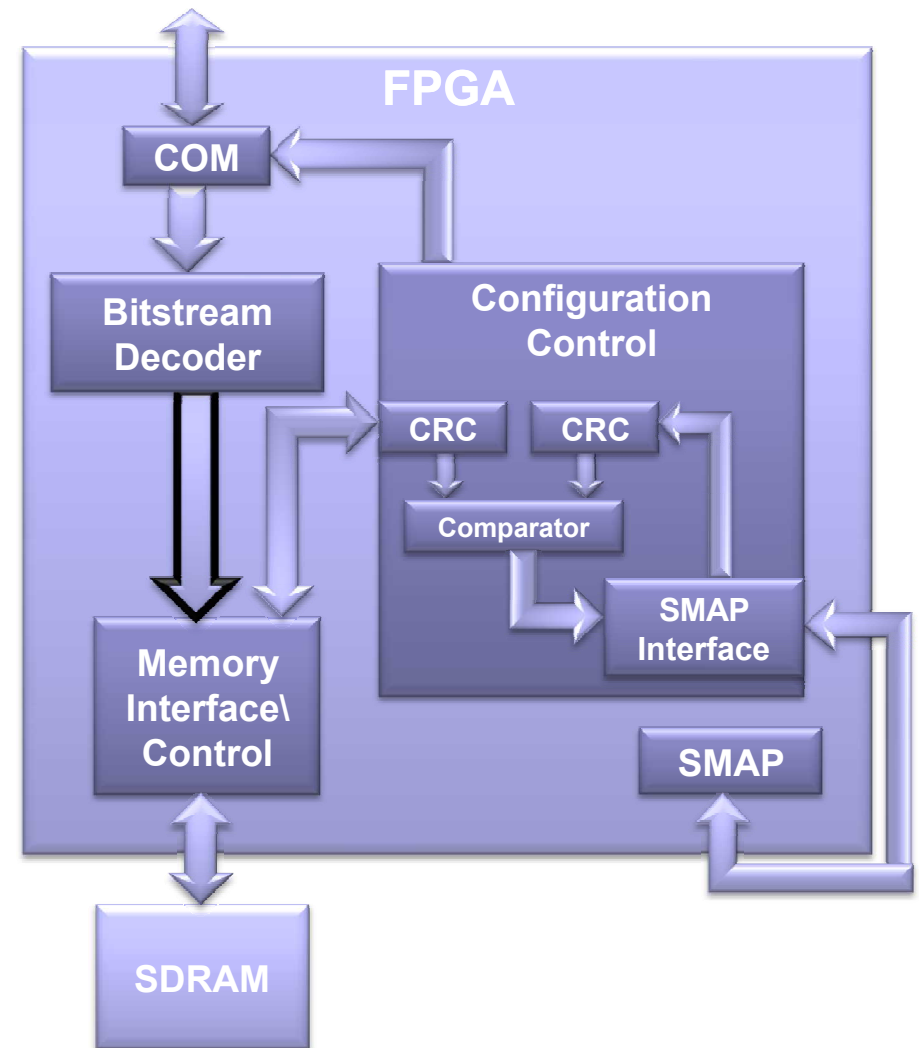 FPGA
COM
Bitstream
Decoder
Configuration
Control
CRC
CRC
Comparator
SMAP
Interface
Memory
Interface\
Control
SMAP
SDRAM